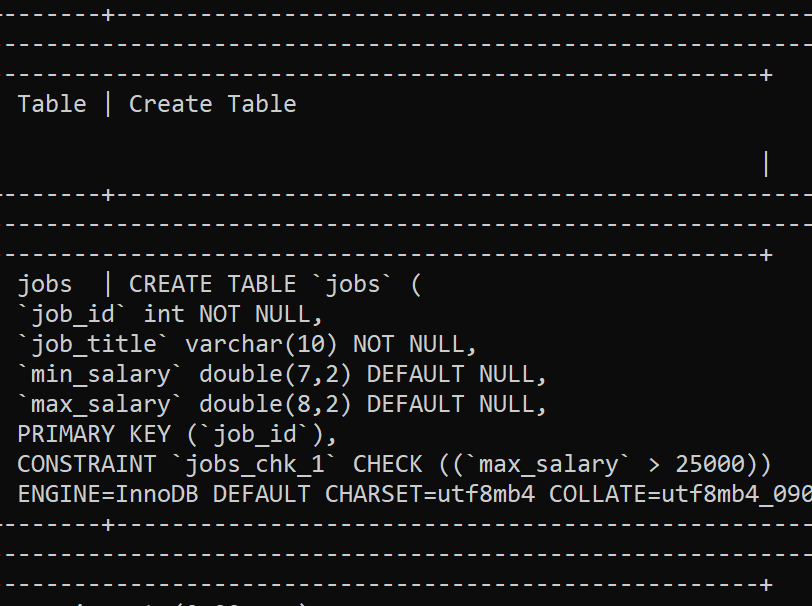 -------+--------------------------------------------------
----------------------------------------------------------
------------------------------------------------------+
Table | Create Table
|
-------+--------------------------------------------------
----------------------------------------------------------
------------------------------------------------------+
jobs  | CREATE TABLE `jobs` (
`job_id` int NOT NULL,
`job_title` varchar(10) NOT NULL,
`min_salary` double(7,2) DEFAULT NULL,
`max_salary` double(8,2) DEFAULT NULL,
PRIMARY KEY (`job_id`),
CONSTRAINT `jobs_chk_1` CHECK ((`max_salary` > 25000))
ENGINE=InnoDB DEFAULT CHARSET=utf8mb4 COLLATE=utf8mb4_090
-------+--------------------------------------------------
----------------------------------------------------------
------------------------------------------------------+